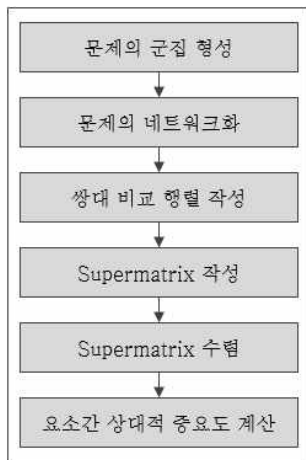 문제의 군집 형성
문제의 네트워크화
쌍대 비교 행렬 작성
Supermatrix 작성
Supermatrix 수렴
요소간 상대적 중요도 계산